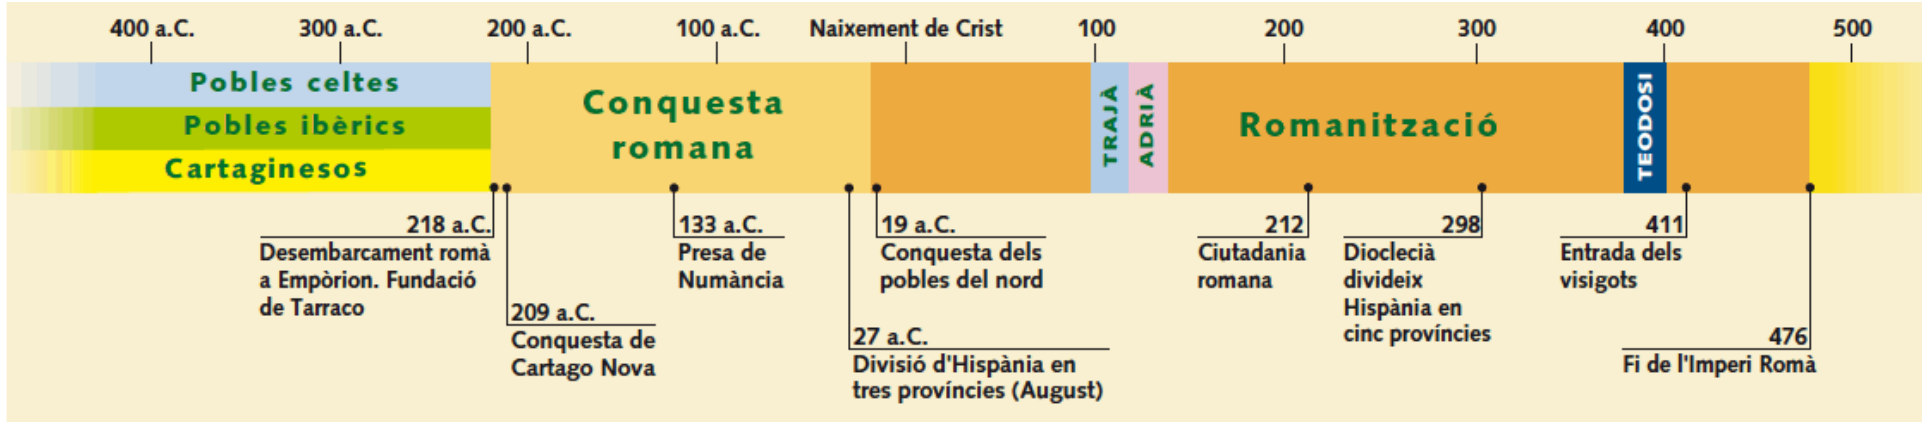 400 a.C.
300 a.C.
200 a.C.
100 a.C.
Naixement de Crist
100
200
300
400
500
Pobles celtes
Pobles ibèrics
Cartaginesos
Conquesta
romana
TRAJÀ
ADRIÀ
Romanització
TEODOSI
218 a.C.
Desembarcament romà
a Empòrion. Fundació
de Tarraco
209 a.C.
Conquesta de
Cartago Nova
133 a.C.
Presa de
Numància
27 a.C.
Divisió d'Hispània en
tres províncies (August)
19 a.C.
Conquesta dels
pobles del nord
212
Ciutadania
romana
298
Dioclecià
divideix
Hispània en
cinc províncies
411
Entrada dels
visigots
476
Fi de l'Imperi Romà